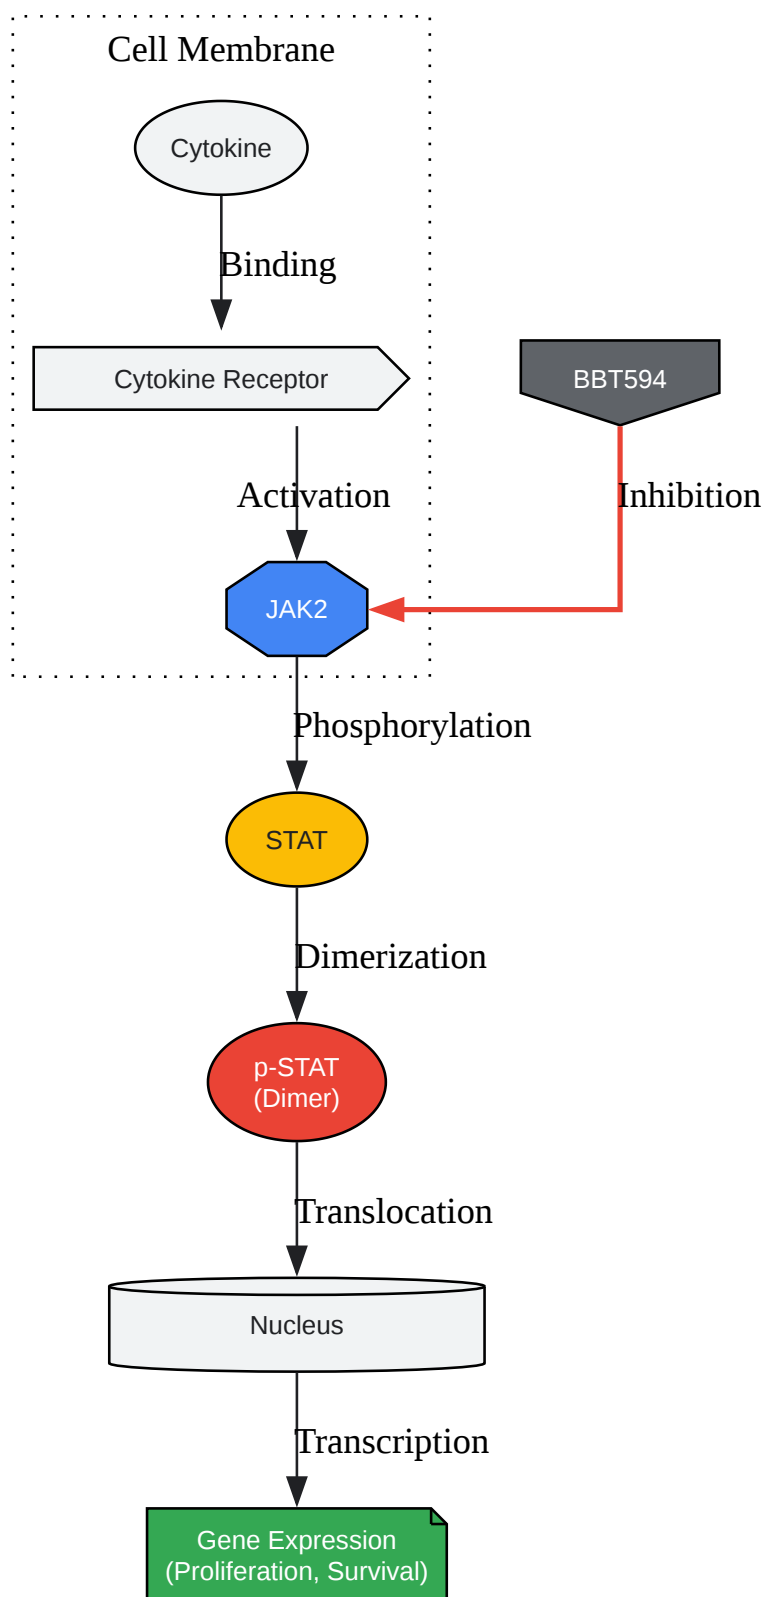 Cell Membrane
Cytokine
Binding
Cytokine Receptor
BBT594
Activation
Inhibition
JAK2
Phosphorylation
STAT
Dimerization
p-STAT
(Dimer)
Translocation
Nucleus
Transcription
Gene Expression
(Proliferation, Survival)